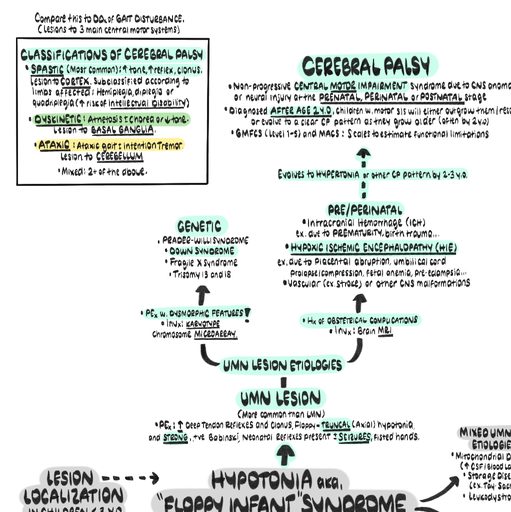 Compare this to DDx of GAIT DISTURBANCE.
(Lesions to 3 main central motor systems)
CLASSIFICATIONS OF CEREBRAL PALSY
• SPASTIC (Most common): ↑ tone, ↑ reflex, clonus.
Lesion to CORTEX. Subclassified according to
limbs affected: Hemiplegia, diplegia or
quadriplegia (↑ risk of intellectual disability)
• DYSKINETIC: Athetosis = chorea or ↓ tone.
Lesion to BASAL GANGLIA.
• ATAXIC: Ataxic gait + intention tremor
Lesion to CEREBELLUM
• Mixed: 2+ of the above.
CEREBRAL PALSY
• Non-progressive CENTRAL MOTOR IMPAIRMENT syndrome due to CNS
or neural injury at the PRENATAL, PERINATAL or POSTNATAL stage
• Diagnosed AFTER AGE 2 y.o, children w. motor s/s will either outgrow them
or evolve to a clear CP pattern as they grow older (often by 2 y.o)
• GMFCS (Level 1-5) and MACS: Scales to estimate functional limitations
Evolves to HYPERTONIA or other CP pattern by 2-3 y.o.
PRE/PERINATAL
• Intracranial Hemorrhage (ICH)
ex. due to PREMATURITY, birth trauma...
• HYPOXIC ISCHEMIC ENCEPHALOPATHY (HIE)
ex. due to Placental abruption, umbilical cord
prolapse/compression, fetal anemia, pre-eclampsia...
• Vascular (ex. stroke) or other CNS malformations
GENETIC
• PRADER-WILLI SYNDROME
• DOWN SYNDROME
• Fragile X syndrome
• Trisomy 13 and 18
• PEx w. DYSMORPHIC FEATURES!
• Invx: KARYOTYPE
Chromosome MICROARRAY
• Hx of OBSTETRICAL COMPLICATIONS
• Invx: Brain MRI
UMN LESION ETIOLOGIES
UMN LESION
(More common than LMN)
• PEx: ↑ Deep Tendon Reflexes and Clonus, Floppy = TRUNCAL (Axial) hypotonia
and STRONG, +ve Babinski, Neonatal Reflexes present ± SEIZURES, fisted hands.
HYPOTONIA aka.
"FLOPPY INFANT" SYNDROME
LESION
LOCALIZATION
IN CHILDREN < 2 y.o
MIXED UMN
ETIOLOGIE
• Mitochondrial D
(↑ CSF/Blood La
• Storage Dise
(ex. Tay Sac
• Leukodystro